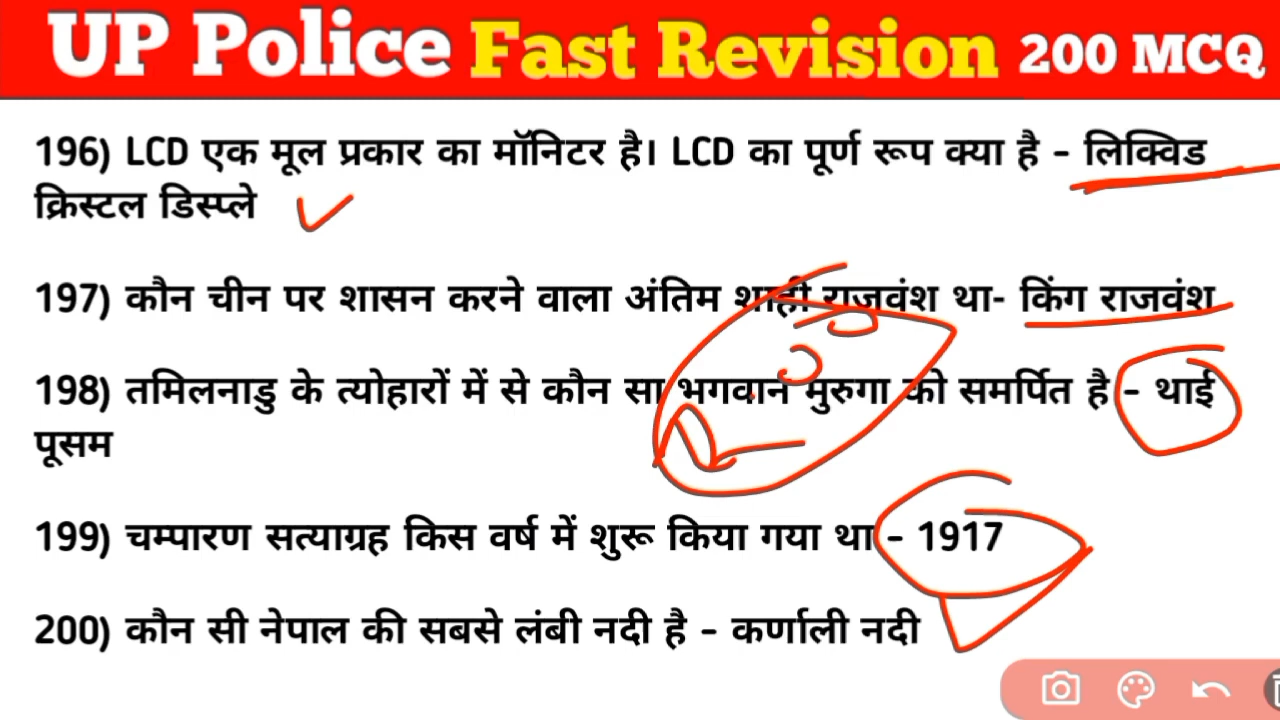 UP Police Fast Revision 200 MCQ
196) LCD एक मूल प्रकार का मॉनिटर है। LCD का पूर्ण रूप क्या है - लिक्विड
क्रिस्टल डिस्प्ले
197) कौन चीन पर शासन करने वाला अंतिम शाही राजवंश था- किंग राजवंश
198) तमिलनाडु के त्योहारों में से कौन सा भगवान मुरुगा को समर्पित है - थाई
पूसम
199) चम्पारण सत्याग्रह किस वर्ष में शुरू किया गया था - 1917
200) कौन सी नेपाल की सबसे लंबी नदी है - कर्णाली नदी